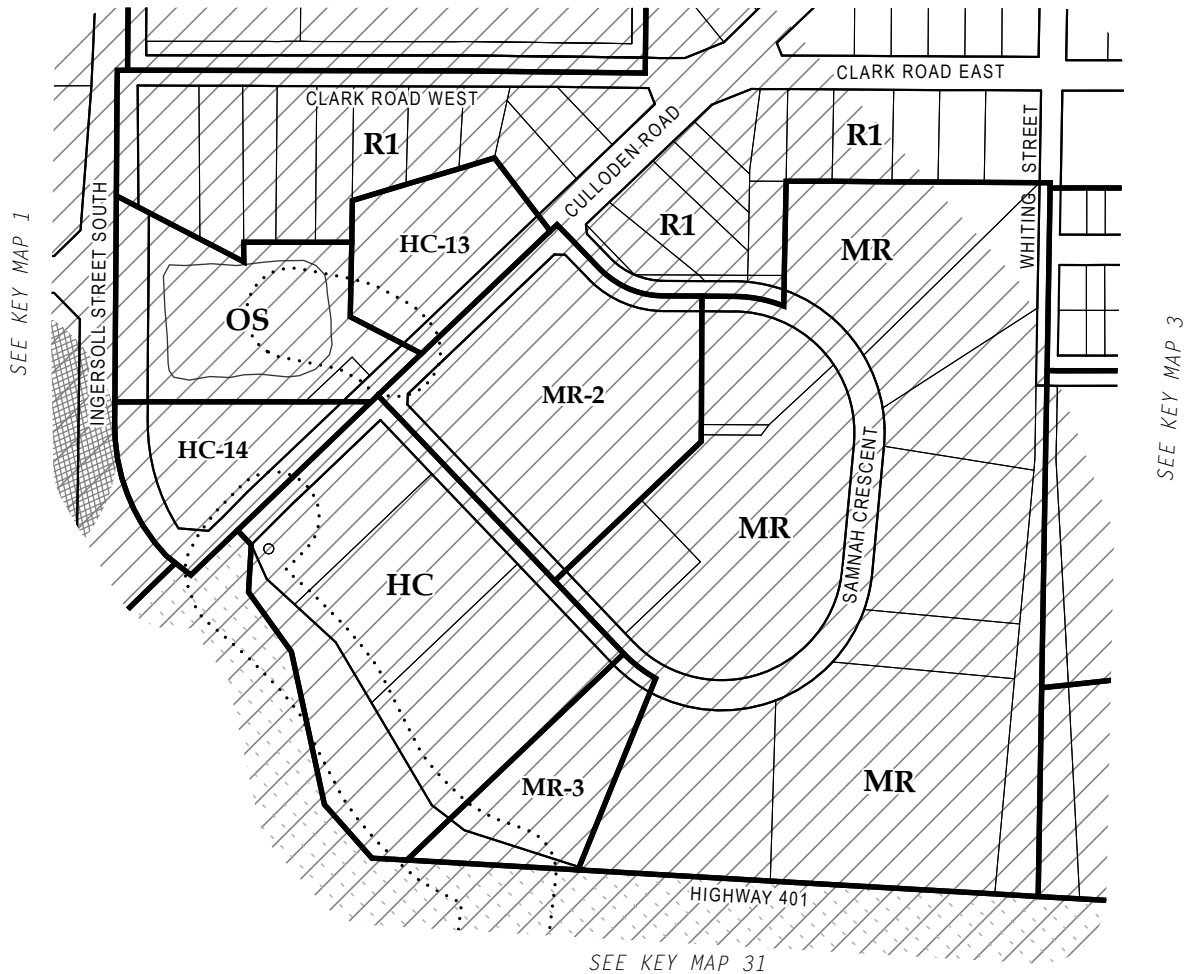 CLARK ROAD EAST
CLARK ROAD WEST
CULLODEN ROAD
WHITING STREET
R1
R1
R1
INGERSOLL STREET SOUTH
SEE KEY MAP 1
HC-13
MR
OS
SEE KEY MAP 3
MR-2
HC-14
SAMNAH CRESCENT
MR
HC
MR-3
MR
HIGHWAY 401
SEE KEY MAP 31